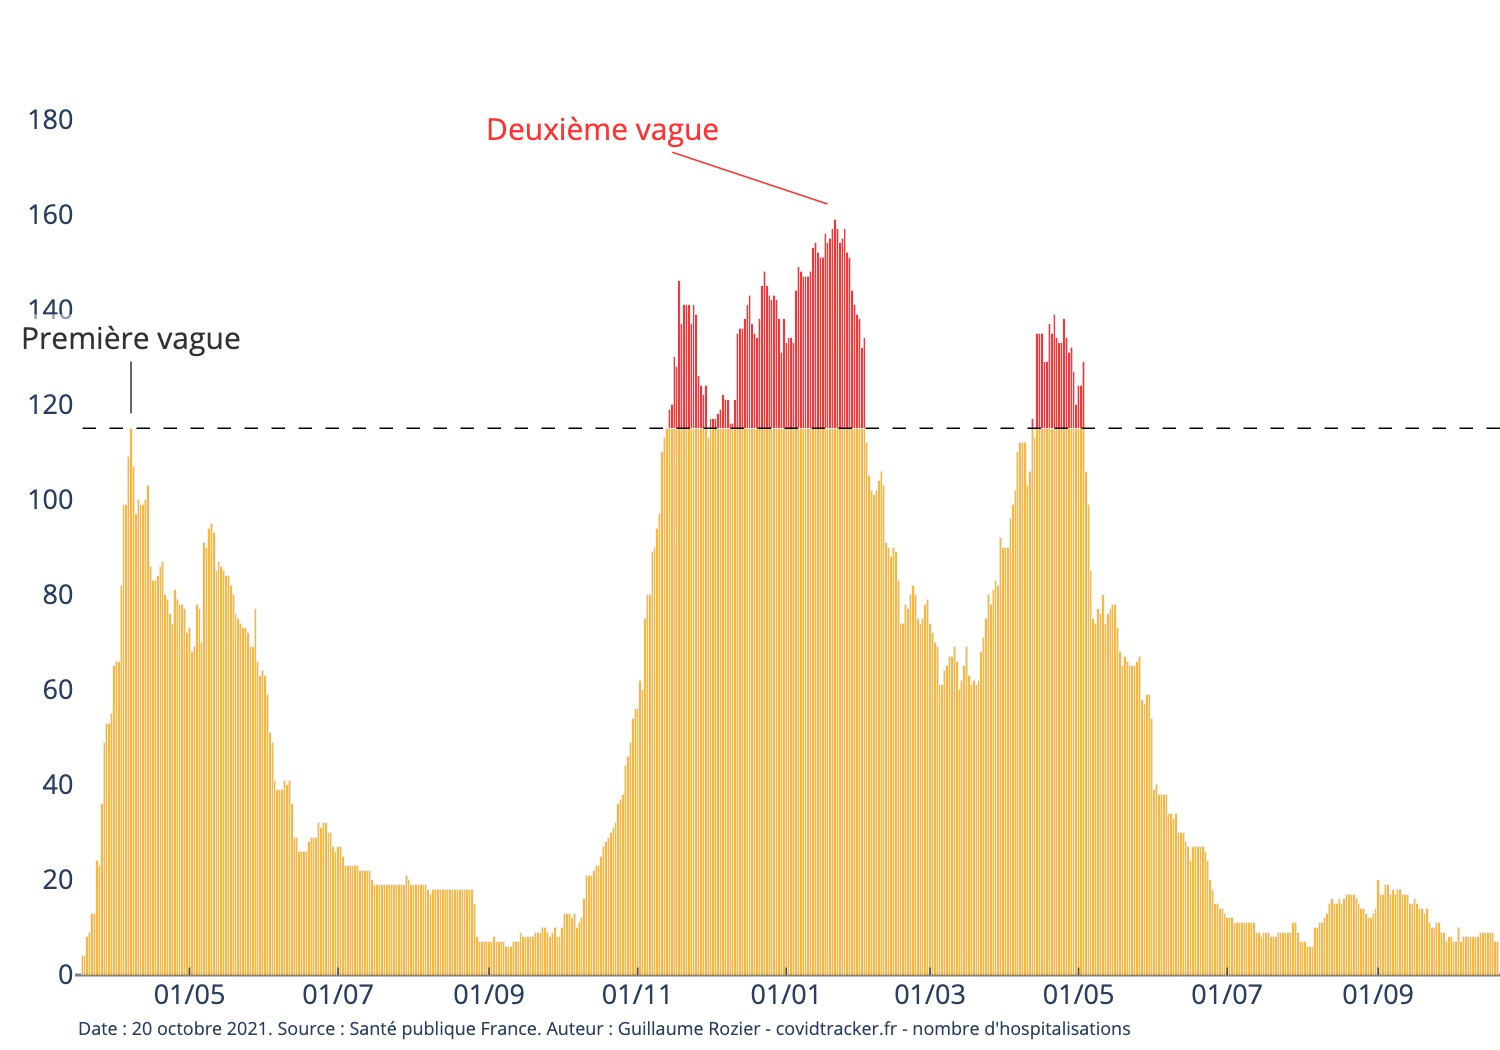 180
Deuxième vague
160
140
Première vague
120
100
80
60
40
20
0
01/05 01/07 01/09 01/11 01/01 01/03 01/05 01/07 01/09
Date : 20 octobre 2021. Source : Santé publique France. Auteur : Guillaume Rozier - covidtracker.fr - nombre d'hospitalisations